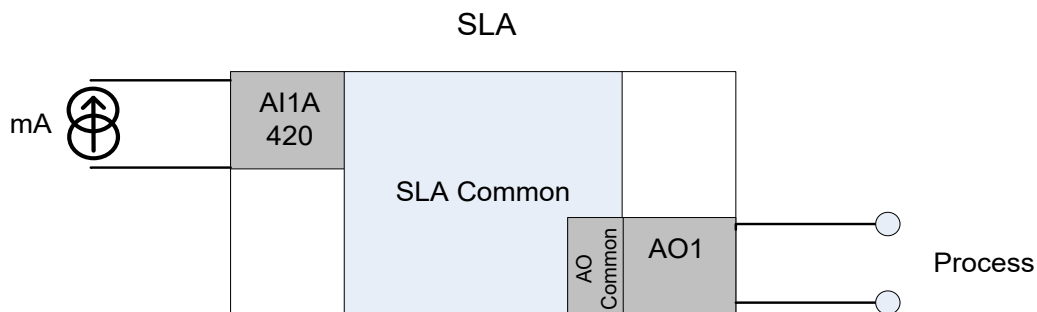 SLA
mA
AI1A
420
SLA Common
AO
Common
AO1
Process